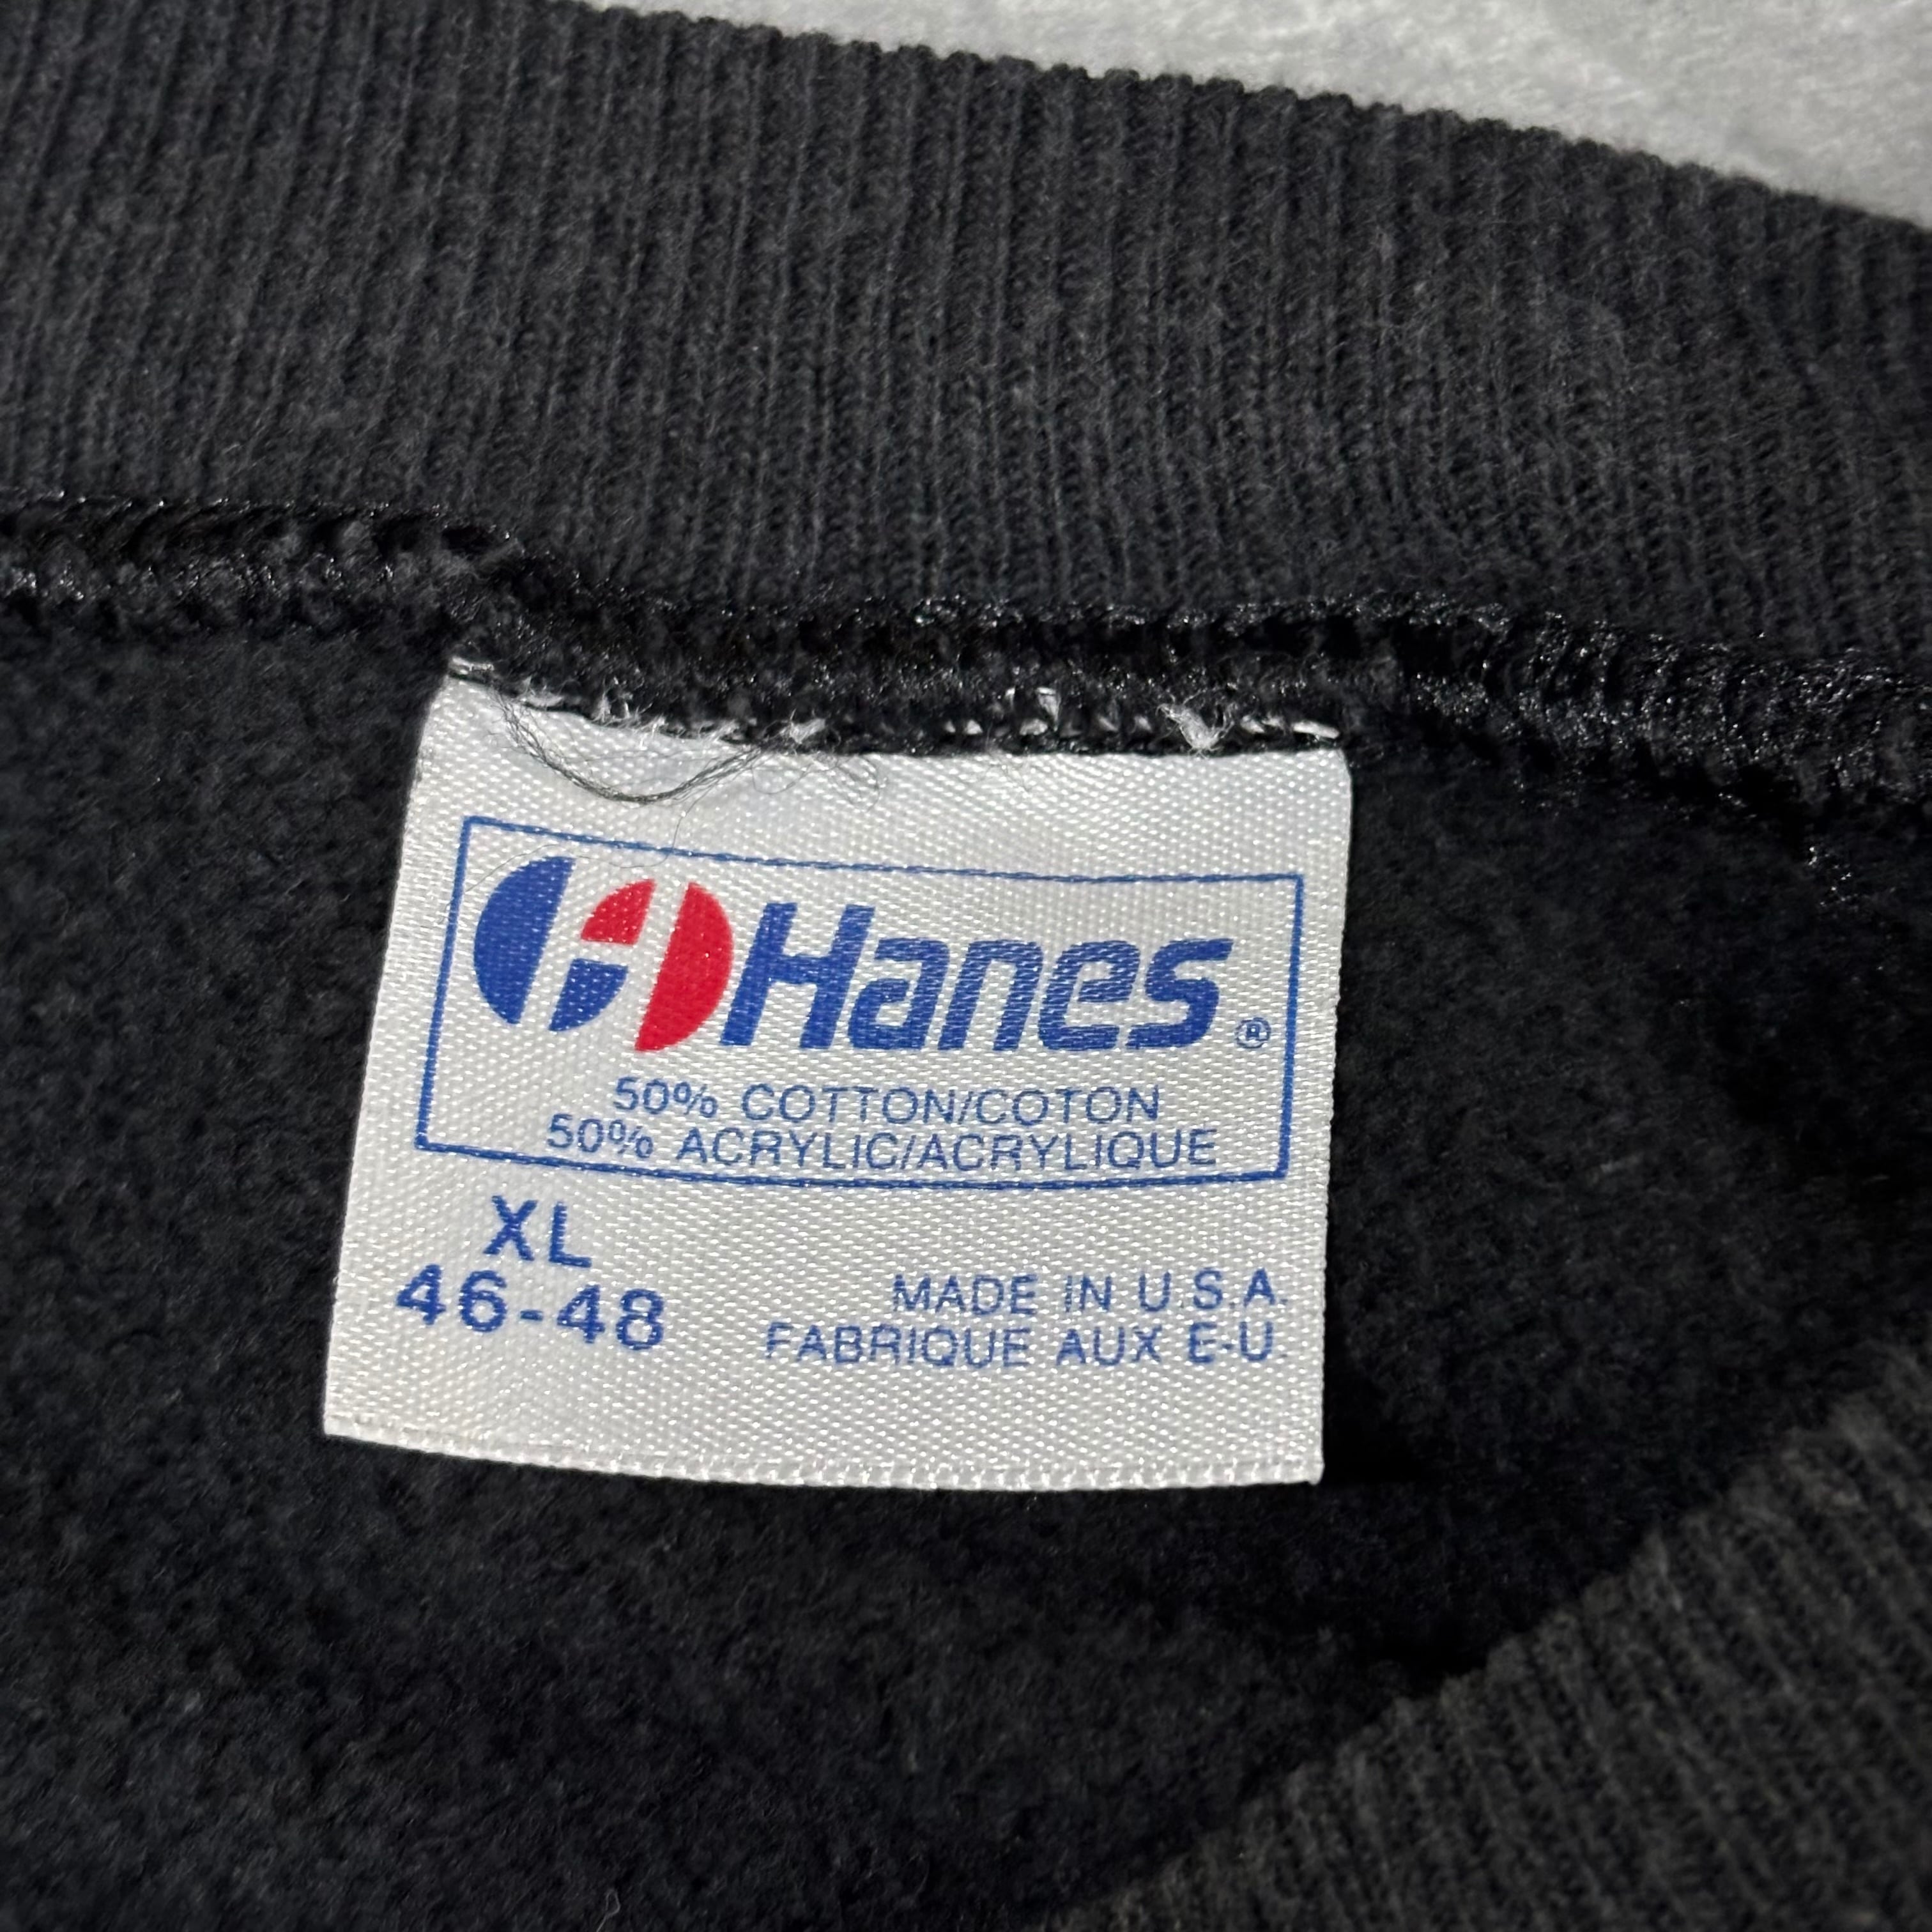 Hanes®
50% COTTON/COTON
50% ACRYLIC/ACRYLIQUE
XL
46-48
MADE IN U.S.A.
FABRIQUE AUX E-U.